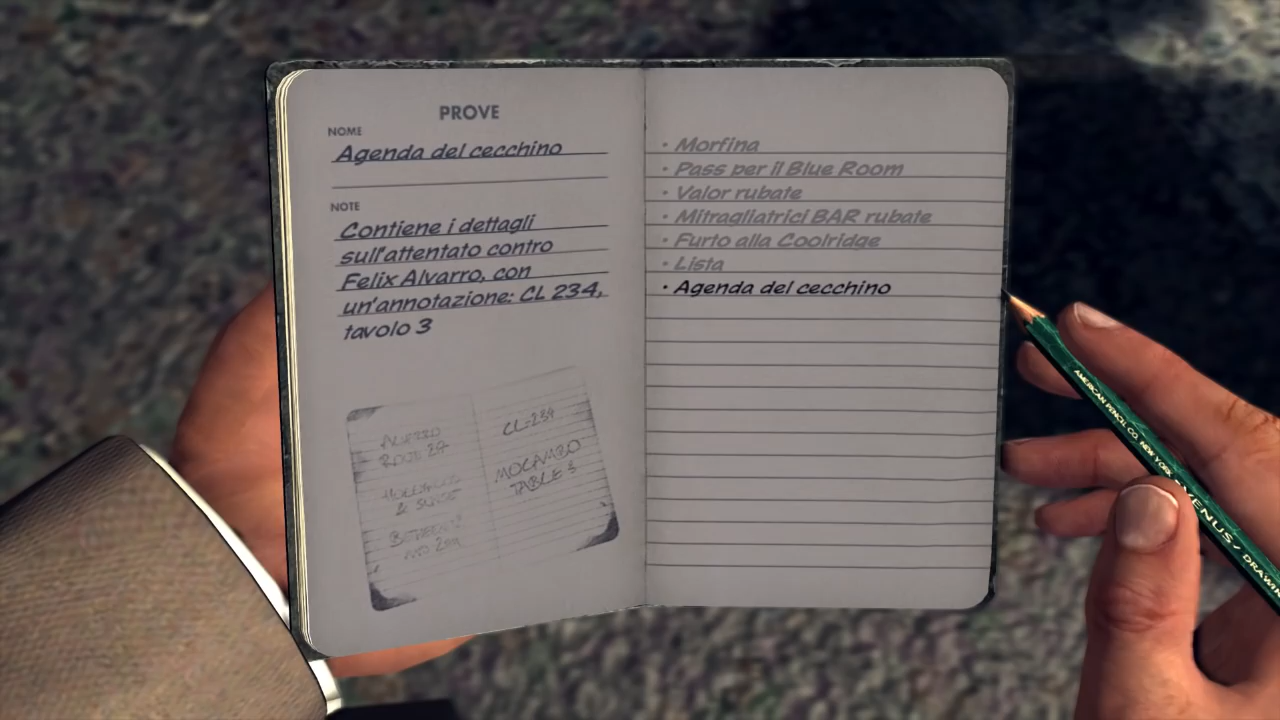 PROVE
NOME
Agenda del cecchino
NOTE
Contiene i dettagli
sull'attentato contro
Felix Alvarro, con
un'annotazione: CL 234,
tavolo 3
CL-234
MOCAMBO
TABLE 3
• Morfina
• Pass per il Blue Room
• Valor rubate
• Mitragliatrici BAR rubate
• Furto alla Coolridge
• Lista
• Agenda del cecchino
AMERICAN PENCIL CO. NEW YORK VENUS / DRAWIN